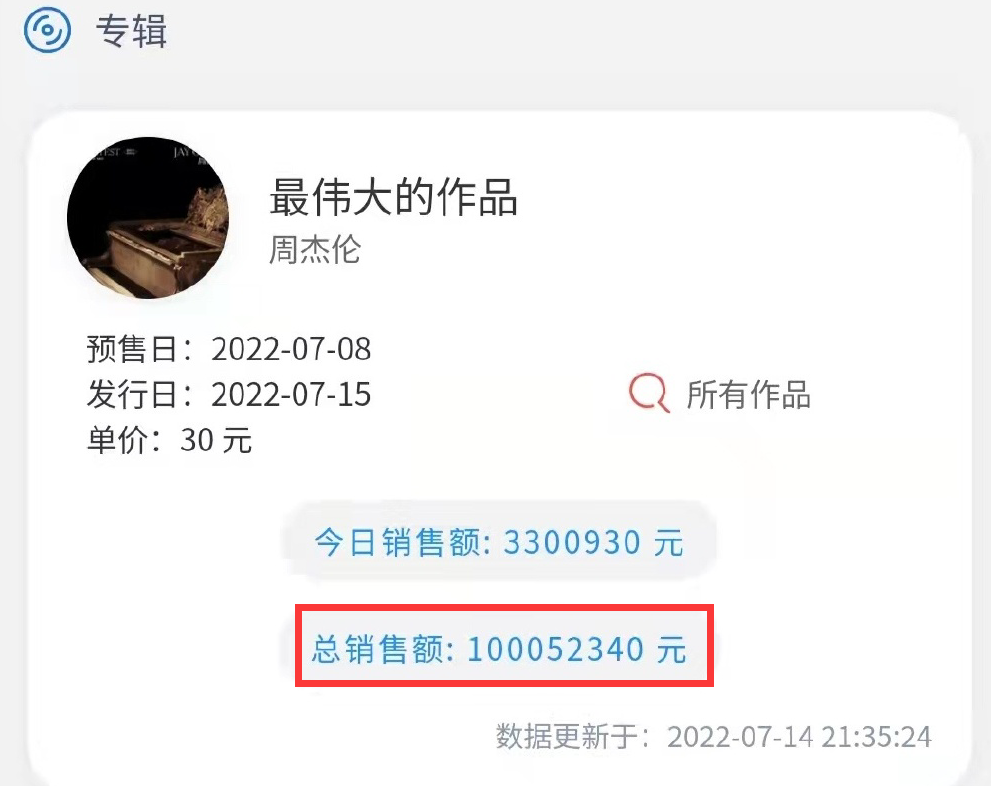 专辑
最伟大的作品
周杰伦
预售日：2022-07-08
发行日：2022-07-15
单价：30 元
所有作品
今日销售额: 3300930 元
总销售额: 100052340 元
数据更新于：2022-07-14 21:35:24